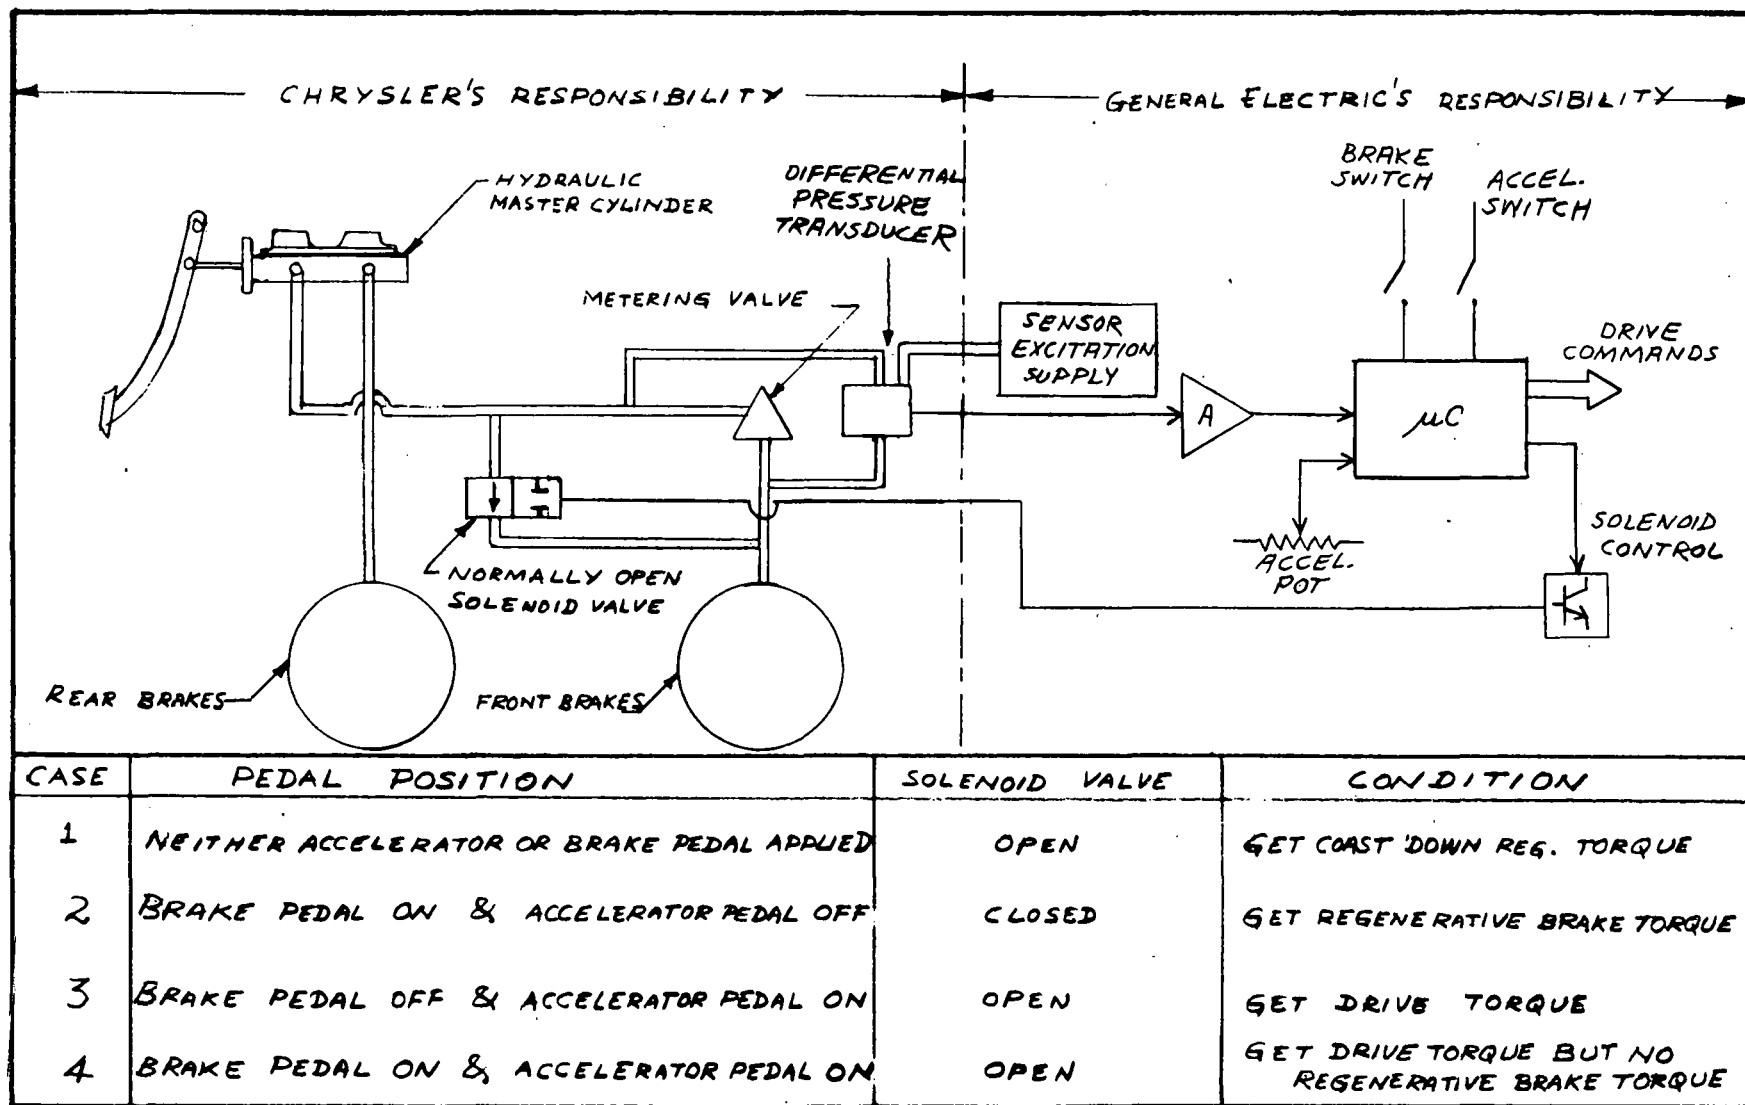 CHRYSLER'S RESPONSIBILITY
GENERAL ELECTRIC'S RESPONSIBILITY
HYDRAULIC
MASTER CYLINDER
DIFFERENTIAL
PRESSURE
TRANSDUCER
BRAKE
SWITCH
ACCEL.
SWITCH
METERING VALVE
SENSOR
EXCITATION
SUPPLY
DRIVE
COMMANDS
A
μC
NORMALLY OPEN
SOLENOID VALVE
ACCEL.
POT
SOLENOID
CONTROL
REAR BRAKES
FRONT BRAKES
CASE PEDAL POSITION SOLENOID VALVE CONDITION
1 NEITHER ACCELERATOR OR BRAKE PEDAL APPLIED OPEN GET COAST DOWN REG. TORQUE
2 BRAKE PEDAL ON & ACCELERATOR PEDAL OFF CLOSED GET REGENERATIVE BRAKE TORQUE
3 BRAKE PEDAL OFF & ACCELERATOR PEDAL ON OPEN GET DRIVE TORQUE
4 BRAKE PEDAL ON & ACCELERATOR PEDAL ON OPEN GET DRIVE TORQUE BUT NO
REGENERATIVE BRAKE TORQUE